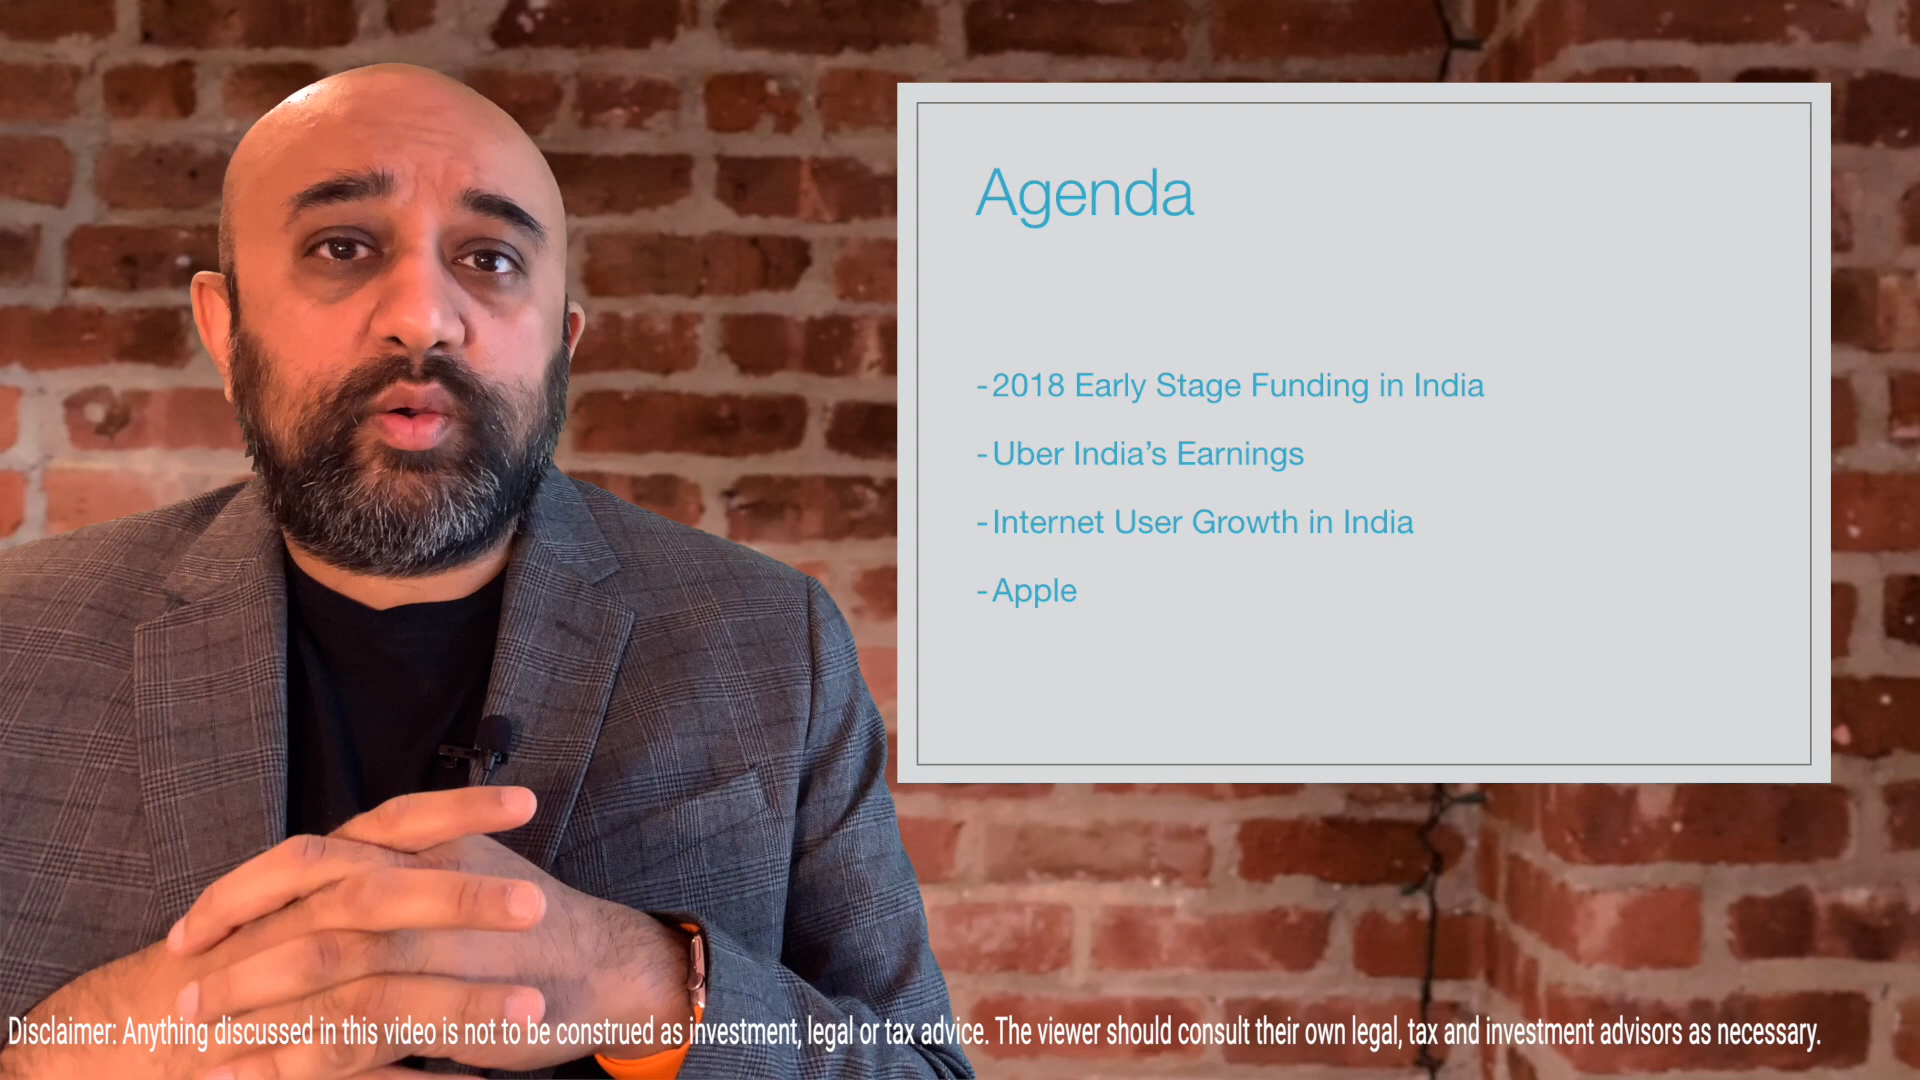 Agenda
-2018 Early Stage Funding in India
-Uber India’s Earnings
-Internet User Growth in India
-Apple
Disclaimer: Anything discussed in this video is not to be construed as investment, legal or tax advice. The viewer should consult their own legal, tax and investment advisors as necessary.